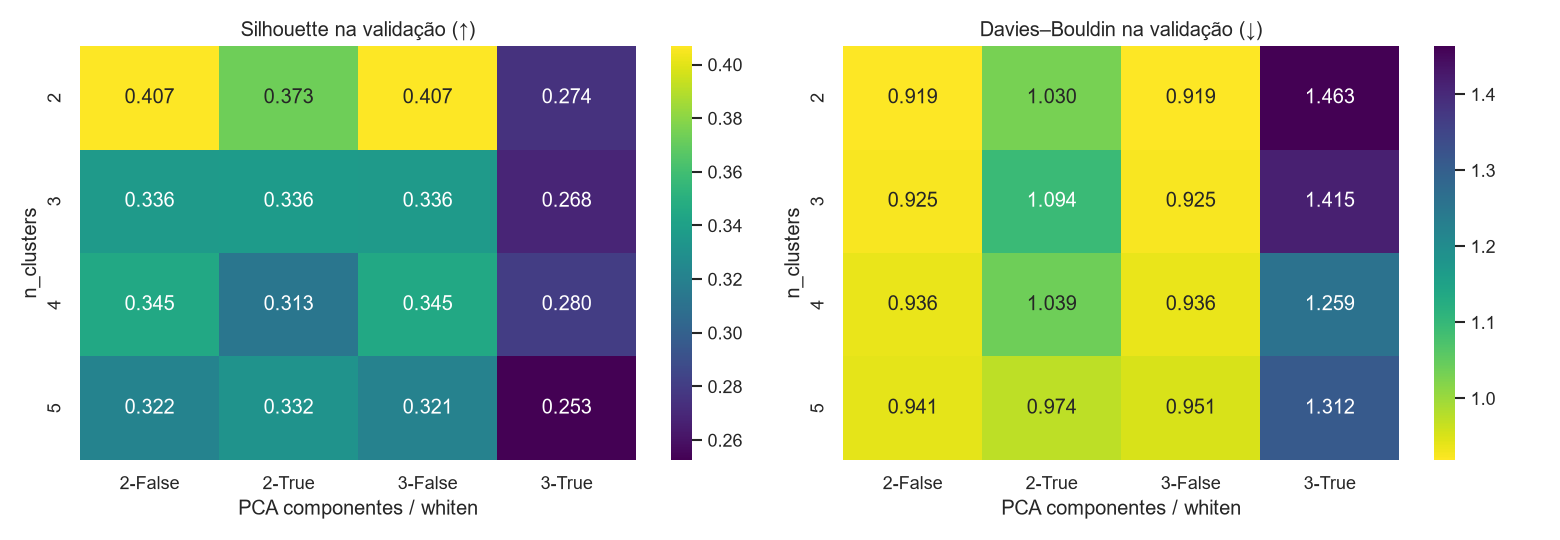 Silhouette na validação (↑)
n_clusters
2 0.407 0.373 0.407 0.274
3 0.336 0.336 0.336 0.268
4 0.345 0.313 0.345 0.280
5 0.322 0.332 0.321 0.253
2-False 2-True 3-False 3-True
PCA componentes / whiten
0.40
0.38
0.36
0.34
0.32
0.30
0.28
0.26
Davies–Bouldin na validação (↓)
n_clusters
2 0.919 1.030 0.919 1.463
3 0.925 1.094 0.925 1.415
4 0.936 1.039 0.936 1.259
5 0.941 0.974 0.951 1.312
2-False 2-True 3-False 3-True
PCA componentes / whiten
1.4
1.3
1.2
1.1
1.0